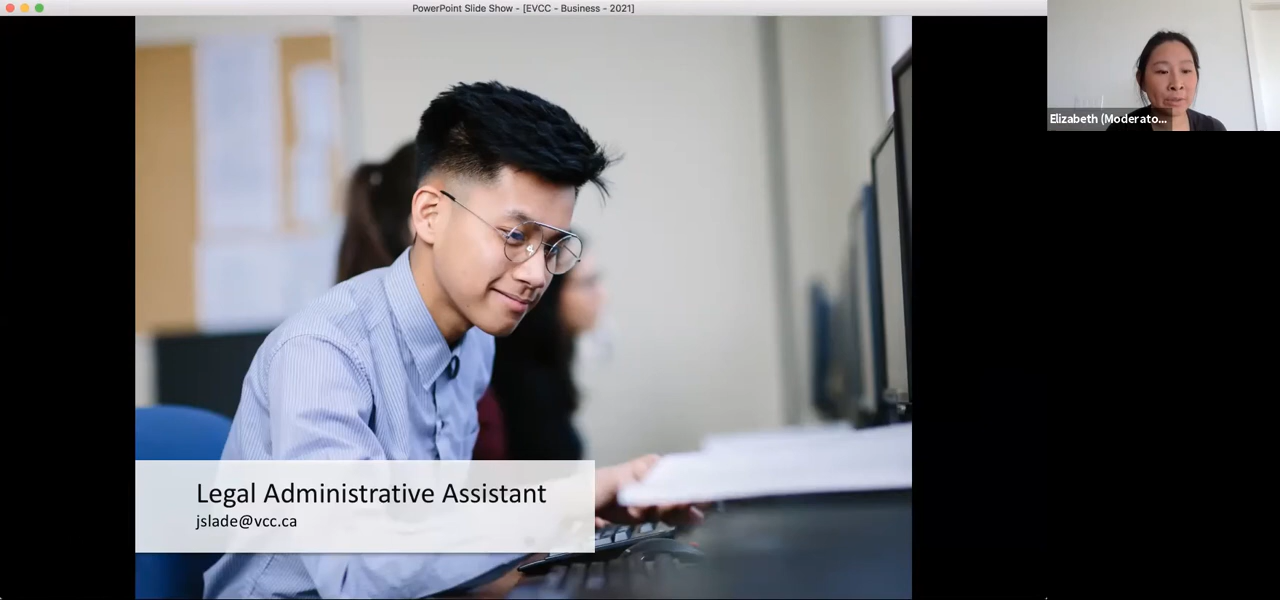 PowerPoint Slide Show - [EVCC - Business - 2021]
Elizabeth (Moderato...
Legal Administrative Assistant
jslade@vcc.ca